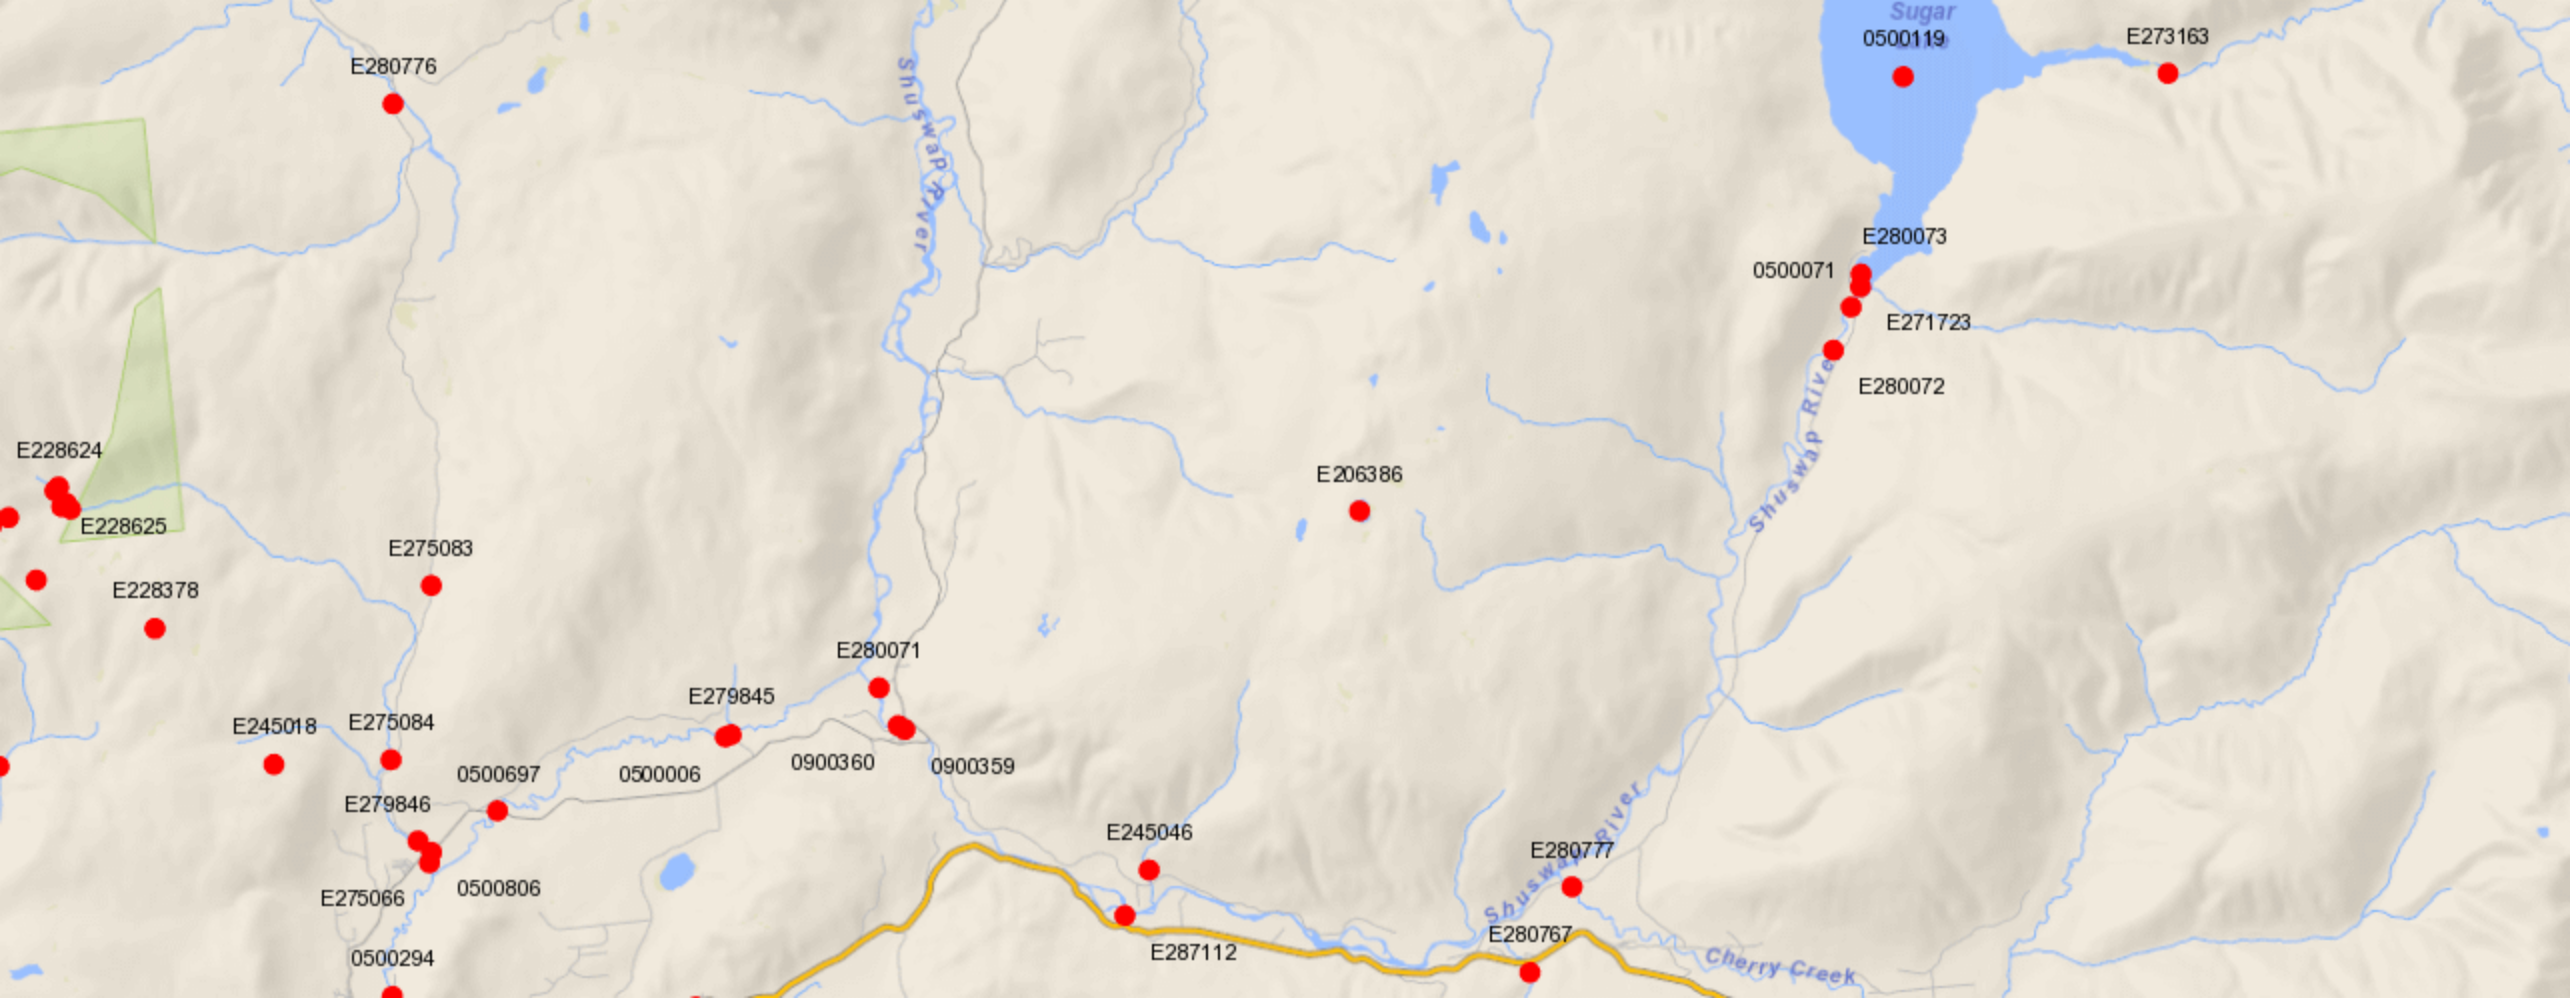 Sugar
Lake
0500119
E273163
E280776
Shuswap River
E280073
0500071
E271723
E280072
Shuswap River
E228624
E206386
E228625
E275083
E228378
E280071
E279845
E245018
E275084
0900360
0900359
0500697
0500006
E279846
E245046
Shuswap River
E280777
E275066
0500806
E280767
E287112
0500294
Cherry Creek